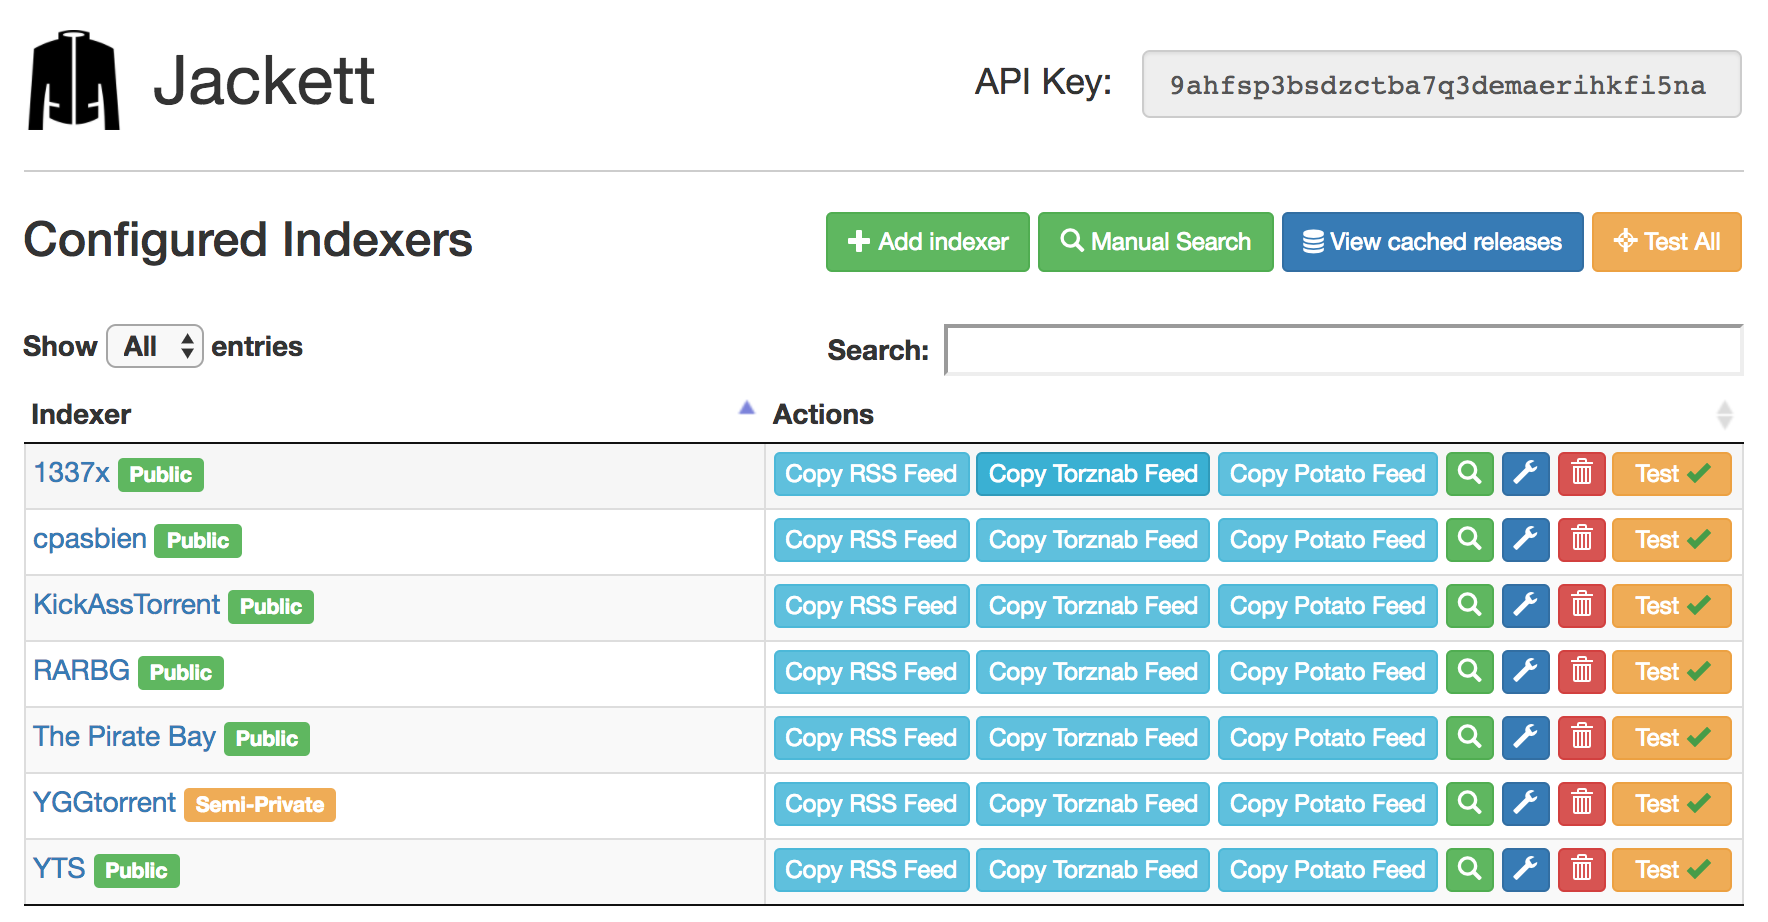 Jackett
API Key: 9ahfsp3bsdzctba7q3demaerihkfi5na
Configured Indexers
Add indexer Manual Search View cached releases Test All
Show All entries Search:
Indexer Actions
1337x Public Copy RSS Feed Copy Torznab Feed Copy Potato Feed Test
cpasbien Public Copy RSS Feed Copy Torznab Feed Copy Potato Feed Test
KickAssTorrent Public Copy RSS Feed Copy Torznab Feed Copy Potato Feed Test
RARBG Public Copy RSS Feed Copy Torznab Feed Copy Potato Feed Test
The Pirate Bay Public Copy RSS Feed Copy Torznab Feed Copy Potato Feed Test
YGGtorrent Semi-Private Copy RSS Feed Copy Torznab Feed Copy Potato Feed Test
YTS Public Copy RSS Feed Copy Torznab Feed Copy Potato Feed Test